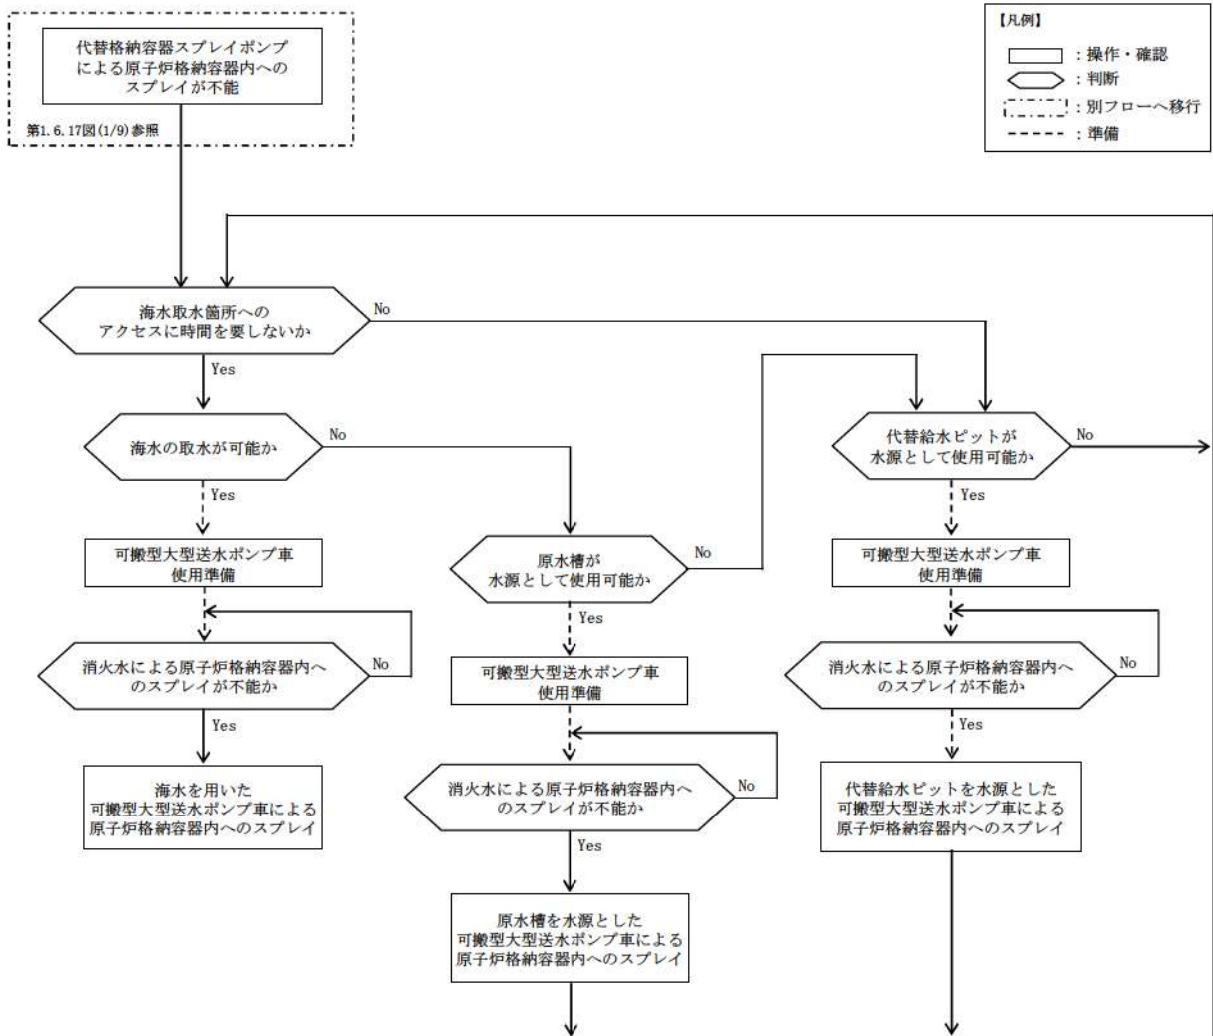 代替格納容器スプレイポンプ
による原子炉格納容器内への
スプレイが不能
第1.6.17図(1/9)参照
【凡例】
：操作・確認
：判断
：別フローへ移行
：準備
海水取水箇所への
アクセスに時間を要しないか
No
Yes
海水の取水が可能か
No
Yes
代替給水ピットが
水源として使用可能か
No
Yes
可搬型大型送水ポンプ車
使用準備
原水槽が
水源として使用可能か
No
Yes
可搬型大型送水ポンプ車
使用準備
消火水による原子炉格納容器内へ
のスプレイが不能か
No
Yes
可搬型大型送水ポンプ車
使用準備
消火水による原子炉格納容器内へ
のスプレイが不能か
No
Yes
海水を用いた
可搬型大型送水ポンプ車による
原子炉格納容器内へのスプレイ
消火水による原子炉格納容器内へ
のスプレイが不能か
No
Yes
代替給水ピットを水源とした
可搬型大型送水ポンプ車による
原子炉格納容器内へのスプレイ
原水槽を水源とした
可搬型大型送水ポンプ車による
原子炉格納容器内へのスプレイ